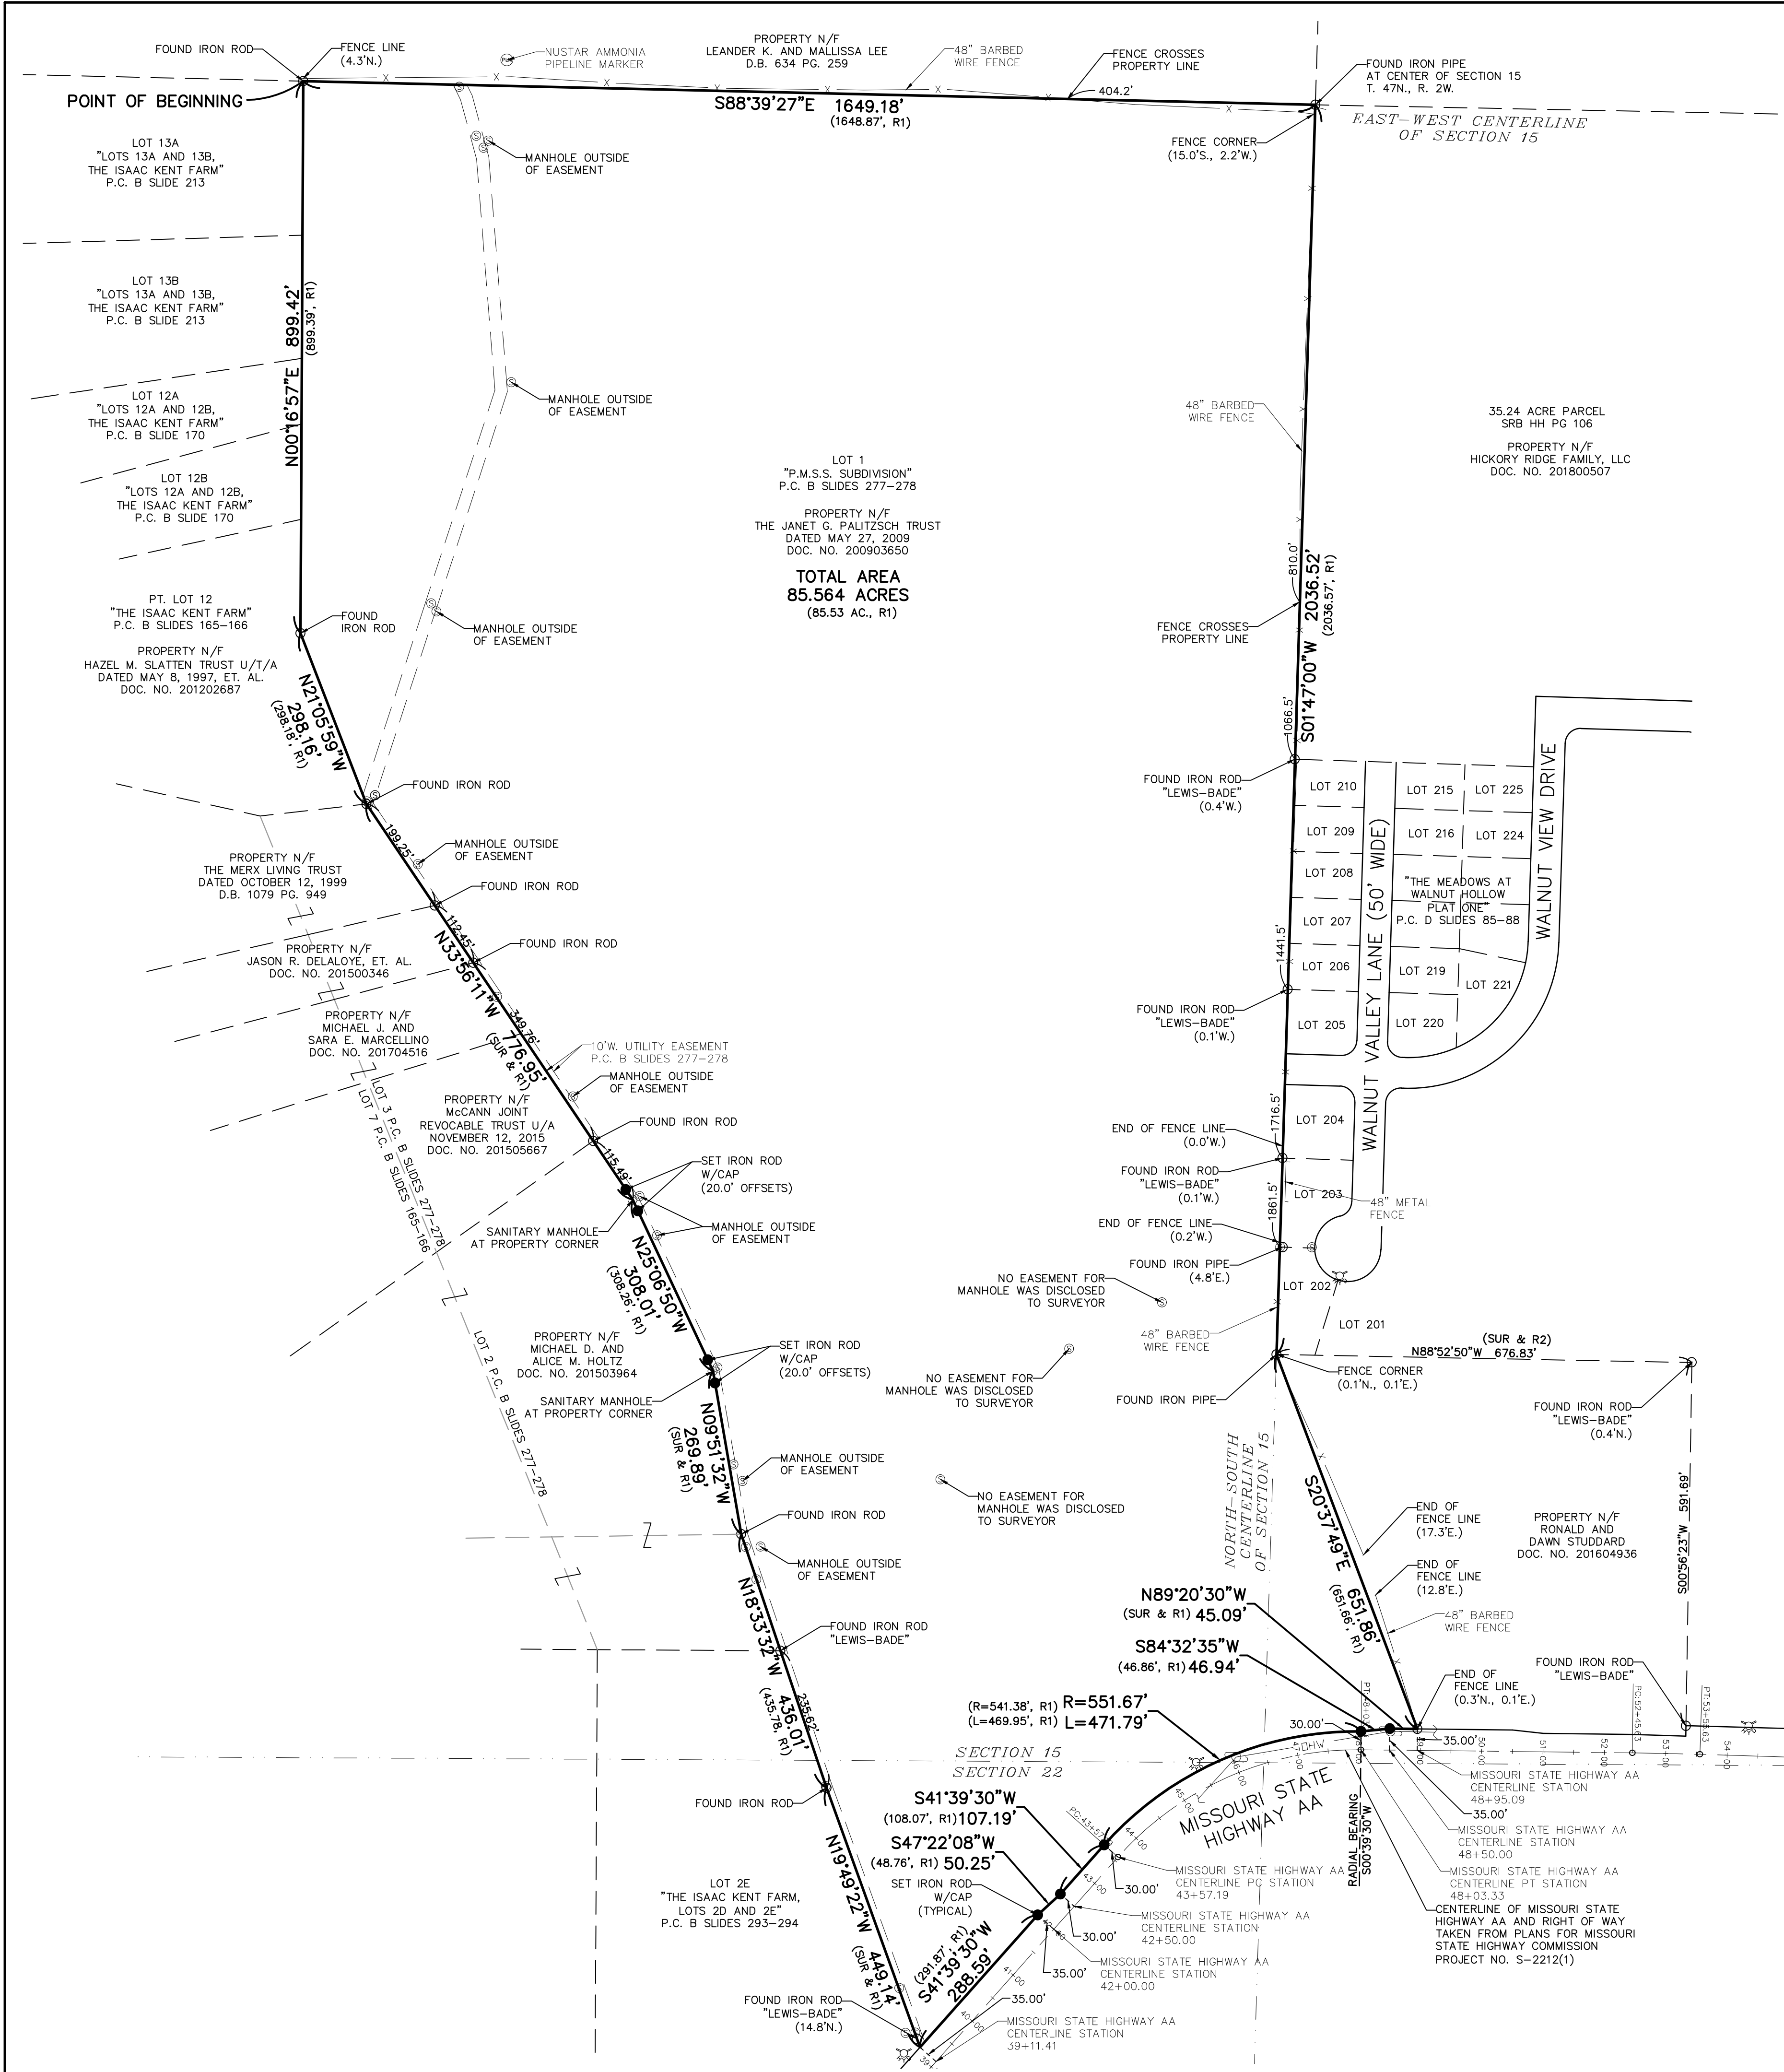 FOUND IRON ROD
FENCE LINE
(4.3'N.)
NUSTAR AMMONIA
PIPELINE MARKER
PROPERTY N/F
LEANDER K. AND MALLISSA LEE
D.B. 634 PG. 259
48" BARBED
WIRE FENCE
FENCE CROSSES
PROPERTY LINE
FOUND IRON PIPE
AT CENTER OF SECTION 15
T. 47N., R. 2W.
POINT OF BEGINNING
S88°39'27"E 1649.18'
(1648.87', R1)
404.2'
EAST-WEST CENTERLINE
OF SECTION 15
FENCE CORNER
(15.0'S., 2.2'W.)
LOT 13A
"LOTS 13A AND 13B,
THE ISAAC KENT FARM"
P.C. B SLIDE 213
MANHOLE OUTSIDE
OF EASEMENT
LOT 13B
"LOTS 13A AND 13B,
THE ISAAC KENT FARM"
P.C. B SLIDE 213
N00°16'57"E 899.42'
(899.39', R1)
LOT 12A
"LOTS 12A AND 12B,
THE ISAAC KENT FARM"
P.C. B SLIDE 170
MANHOLE OUTSIDE
OF EASEMENT
LOT 12B
"LOTS 12A AND 12B,
THE ISAAC KENT FARM"
P.C. B SLIDE 170
LOT 1
"P.M.S.S. SUBDIVISION"
P.C. B SLIDES 277-278
PROPERTY N/F
THE JANET G. PALITZSCH TRUST
DATED MAY 27, 2009
DOC. NO. 200903650
TOTAL AREA
85.564 ACRES
(85.53 AC., R1)
48" BARBED
WIRE FENCE
35.24 ACRE PARCEL
SRB HH PG 106
PROPERTY N/F
HICKORY RIDGE FAMILY, LLC
DOC. NO. 201800507
PT. LOT 12
"THE ISAAC KENT FARM"
P.C. B SLIDES 165-166
PROPERTY N/F
HAZEL M. SLATTEN TRUST U/T/A
DATED MAY 8, 1997, ET. AL.
DOC. NO. 201202687
FOUND
IRON ROD
MANHOLE OUTSIDE
OF EASEMENT
810.0'
S01°47'00"W 2036.52'
(2036.57', R1)
FENCE CROSSES
PROPERTY LINE
N21°05'59"W
298.16'
(298.18', R1)
1066.5'
FOUND IRON ROD
"LEWIS-BADE"
(0.4'W.)
FOUND IRON ROD
LOT 210
LOT 215
LOT 225
LOT 209
LOT 216
LOT 224
LOT 208
"THE MEADOWS AT
WALNUT HOLLOW
PLAT ONE"
P.C. D SLIDES 85-88
LOT 207
LOT 206
LOT 219
LOT 221
LOT 205
LOT 220
WALNUT VALLEY LANE (50' WIDE)
WALNUT VIEW DRIVE
199.25'
MANHOLE OUTSIDE
OF EASEMENT
PROPERTY N/F
THE MERX LIVING TRUST
DATED OCTOBER 12, 1999
D.B. 1079 PG. 949
FOUND IRON ROD
112.45'
FOUND IRON ROD
N33°56'11"W 776.95'
(SUR & R1)
PROPERTY N/F
JASON R. DELALOYE, ET. AL.
DOC. NO. 201500346
1441.5'
FOUND IRON ROD
"LEWIS-BADE"
(0.1'W.)
PROPERTY N/F
MICHAEL J. AND
SARA E. MARCELLINO
DOC. NO. 201704516
349.76'
10'W. UTILITY EASEMENT
P.C. B SLIDES 277-278
MANHOLE OUTSIDE
OF EASEMENT
LOT 3 P.C. B SLIDES 277-278
LOT 7 P.C. B SLIDES 165-166
PROPERTY N/F
McCANN JOINT
REVOCABLE TRUST U/A
NOVEMBER 12, 2015
DOC. NO. 201505667
FOUND IRON ROD
115.49'
SET IRON ROD
W/CAP
(20.0' OFFSETS)
SANITARY MANHOLE
AT PROPERTY CORNER
MANHOLE OUTSIDE
OF EASEMENT
1716.5'
END OF FENCE LINE
(0.0'W.)
LOT 204
FOUND IRON ROD
"LEWIS-BADE"
(0.1'W.)
LOT 203
48" METAL
FENCE
1861.5'
END OF FENCE LINE
(0.2'W.)
FOUND IRON PIPE
(4.8'E.)
LOT 202
N25°06'50"W
308.01'
(308.26', R1)
NO EASEMENT FOR
MANHOLE WAS DISCLOSED
TO SURVEYOR
48" BARBED
WIRE FENCE
LOT 201
(SUR & R2)
N88°52'50"W 676.83'
FENCE CORNER
(0.1'N., 0.1'E.)
PROPERTY N/F
MICHAEL D. AND
ALICE M. HOLTZ
DOC. NO. 201503964
SET IRON ROD
W/CAP
(20.0' OFFSETS)
LOT 2 P.C. B SLIDES 277-278
SANITARY MANHOLE
AT PROPERTY CORNER
NO EASEMENT FOR
MANHOLE WAS DISCLOSED
TO SURVEYOR
FOUND IRON PIPE
FOUND IRON ROD
"LEWIS-BADE"
(0.4'N.)
N09°51'32"W
269.89'
(SUR & R1)
MANHOLE OUTSIDE
OF EASEMENT
NO EASEMENT FOR
MANHOLE WAS DISCLOSED
TO SURVEYOR
NORTH-SOUTH
CENTERLINE
OF SECTION 15
FOUND IRON ROD
MANHOLE OUTSIDE
OF EASEMENT
S20°37'49"E 651.86'
(651.66', R1)
END OF
FENCE LINE
(17.3'E.)
END OF
FENCE LINE
(12.8'E.)
PROPERTY N/F
RONALD AND
DAWN STUDDARD
DOC. NO. 201604936
S00°56'23"W 591.69'
48" BARBED
WIRE FENCE
N18°33'32"W 436.01'
(435.78, R1)
FOUND IRON ROD
"LEWIS-BADE"
235.62'
N89°20'30"W
(SUR & R1) 45.09'
S84°32'35"W
(46.86', R1) 46.94'
(R=541.38', R1) R=551.67'
(L=469.95', R1) L=471.79'
END OF
FENCE LINE
(0.3'N., 0.1'E.)
FOUND IRON ROD
"LEWIS-BADE"
PC: 52+45.63
PT: 53+55.63
30.00'
35.00'
47+00
50+00
51+00
52+00
53+00
54+00
SECTION 15
SECTION 22
46+00
45+00
44+00
MISSOURI STATE
HIGHWAY AA
MISSOURI STATE HIGHWAY AA
CENTERLINE STATION
48+95.09
35.00'
MISSOURI STATE HIGHWAY AA
CENTERLINE STATION
48+50.00
MISSOURI STATE HIGHWAY AA
CENTERLINE PT STATION
48+03.33
CENTERLINE OF MISSOURI STATE
HIGHWAY AA AND RIGHT OF WAY
TAKEN FROM PLANS FOR MISSOURI
STATE HIGHWAY COMMISSION
PROJECT NO. S-2212(1)
RADIAL BEARING
S00°39'30"W
FOUND IRON ROD
S41°39'30"W
(108.07', R1) 107.19'
S47°22'08"W
(48.76', R1) 50.25'
SET IRON ROD
W/CAP
(TYPICAL)
43+00
30.00'
MISSOURI STATE HIGHWAY AA
CENTERLINE PC STATION
43+57.19
30.00'
MISSOURI STATE HIGHWAY AA
CENTERLINE STATION
42+50.00
35.00'
MISSOURI STATE HIGHWAY AA
CENTERLINE STATION
42+00.00
N19°49'22"W 449.14'
(SUR & R1)
LOT 2E
"THE ISAAC KENT FARM,
LOTS 2D AND 2E"
P.C. B SLIDES 293-294
(291.87', R1)
S41°39'30"W
288.59'
41+00
40+00
FOUND IRON ROD
"LEWIS-BADE"
(14.8'N.)
35.00'
MISSOURI STATE HIGHWAY AA
CENTERLINE STATION
39+11.41